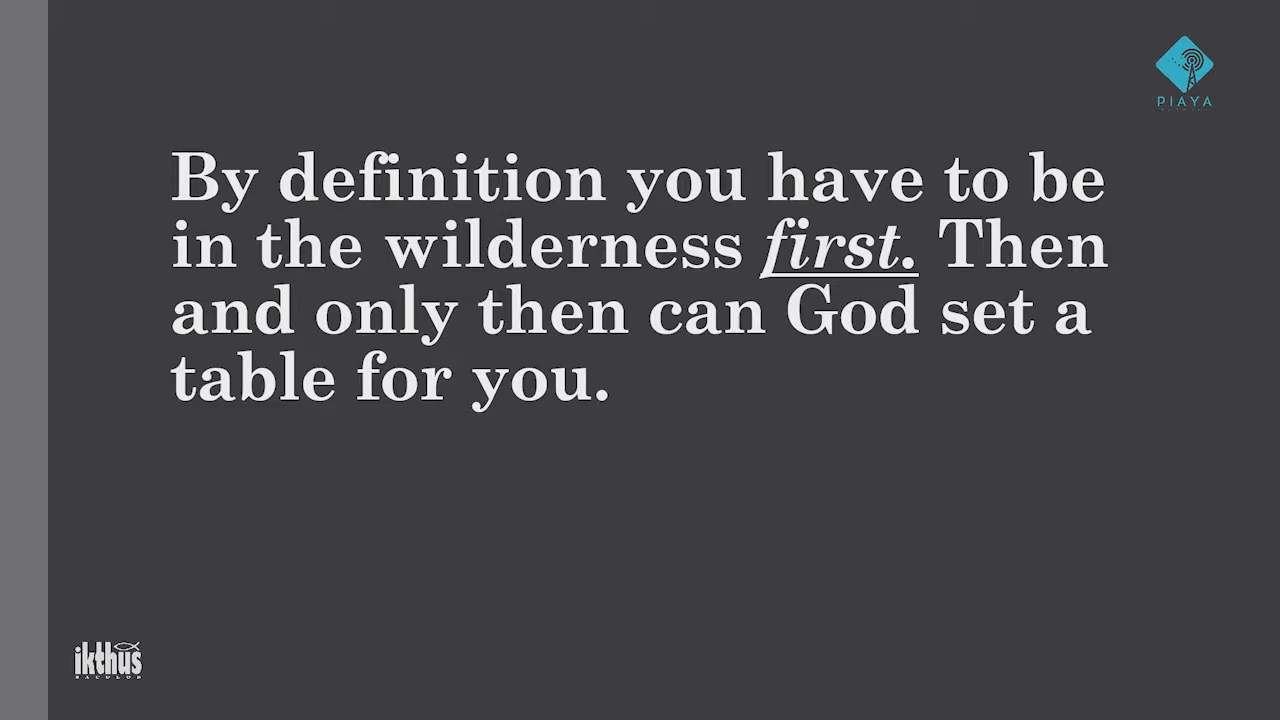 PIAYA
By definition you have to be
in the wilderness first. Then
and only then can God set a
table for you.
ikthus
BACOLOD